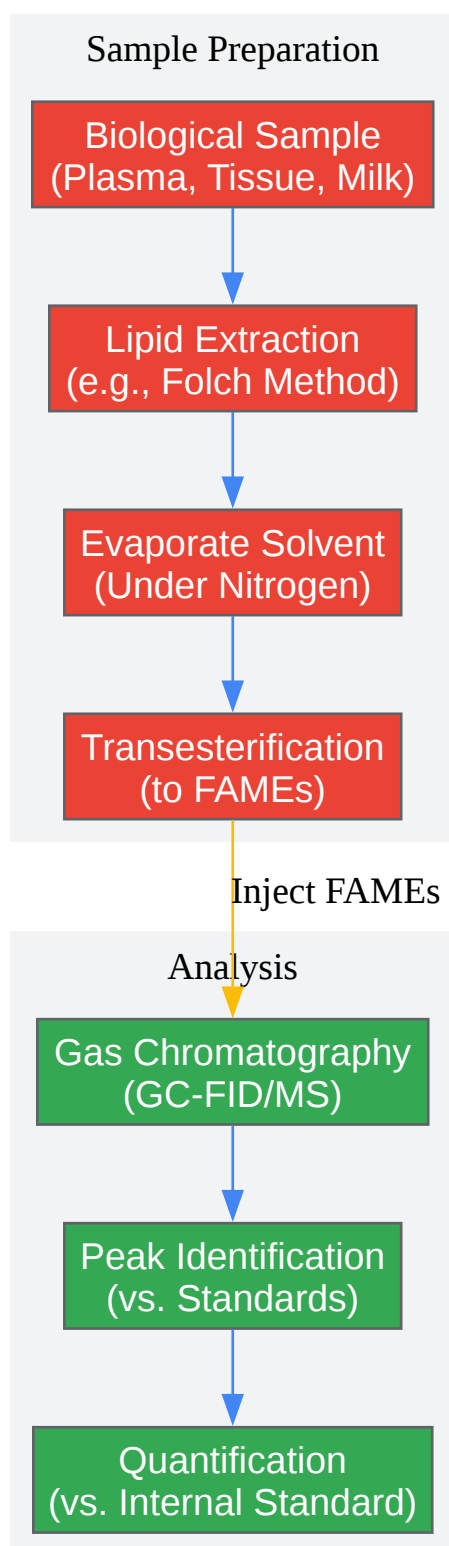 Sample Preparation
Biological Sample
(Plasma, Tissue, Milk)
Lipid Extraction
(e.g., Folch Method)
Evaporate Solvent
(Under Nitrogen)
Transesterification
(to FAMEs)
Inject FAMEs
Analysis
Gas Chromatography
(GC-FID/MS)
Peak Identification
(vs. Standards)
Quantification
(vs. Internal Standard)